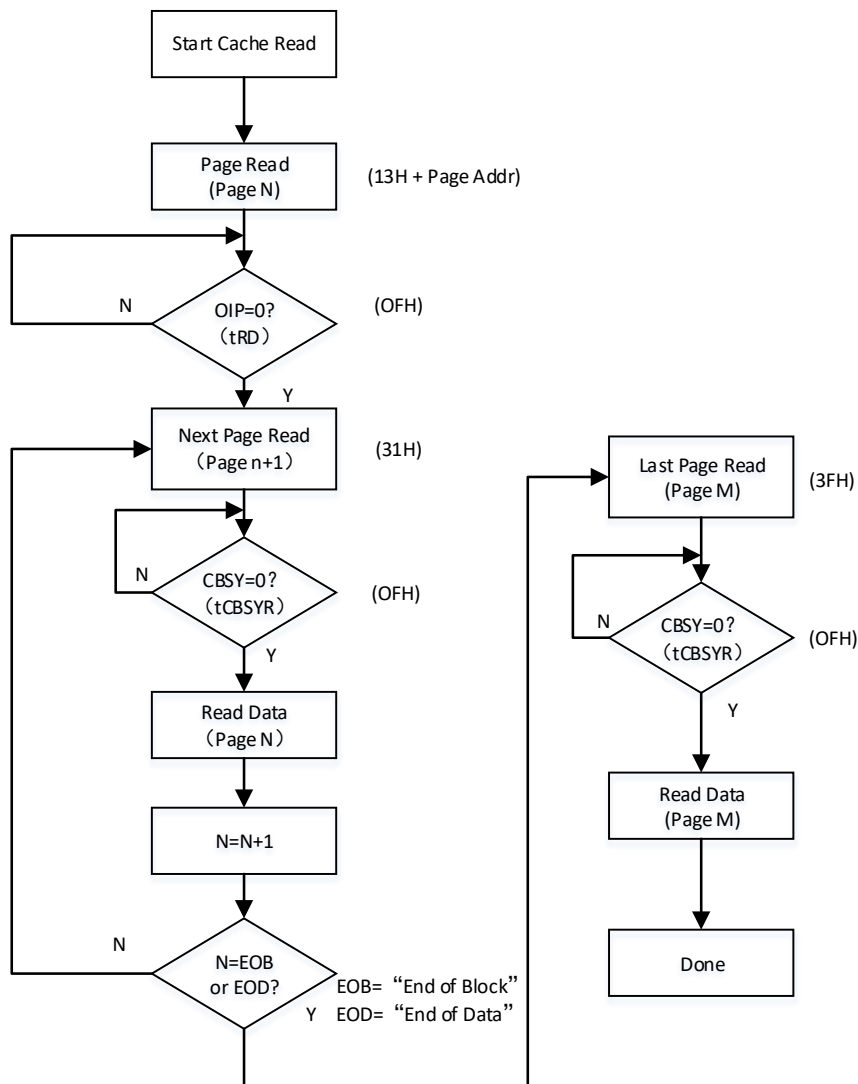 Start Cache Read
Page Read
(Page N)
(13H + Page Addr)
N
OIP=0?
（tRD）
(OFH)
Y
Next Page Read
（Page n+1）
(31H)
N
CBSY=0?
（tCBSYR）
(OFH)
Y
Read Data
（Page N）
N=N+1
N
N=EOB
or EOD?
EOB= “End of Block”
Y
EOD= “End of Data”
Last Page Read
(Page M)
(3FH)
N
CBSY=0?
（tCBSYR）
(OFH)
Y
Read Data
(Page M)
Done